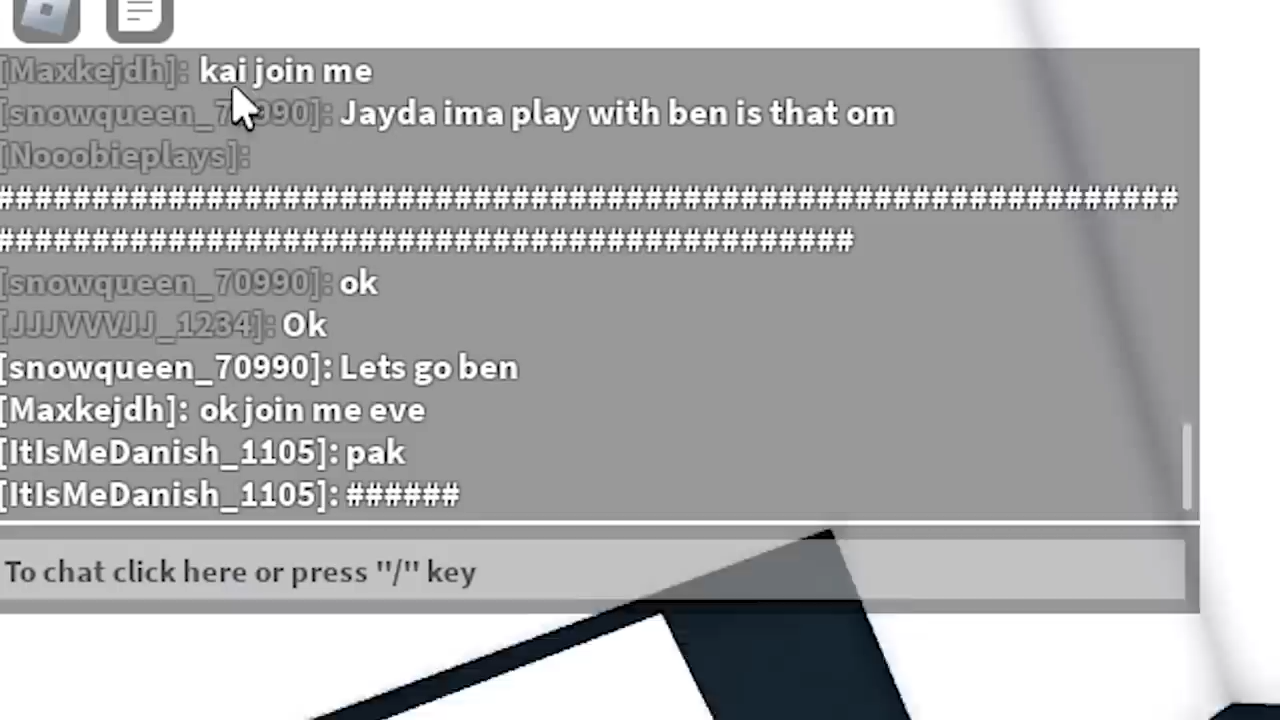 [Maxkejdh]: kai join me
[snowqueen_70990]: Jayda ima play with ben is that om
[Nooobieplays]:
################################################################
##############################################
[snowqueen_70990]: ok
[JJJVVVJJ_1234]: Ok
[snowqueen_70990]: Lets go ben
[Maxkejdh]: ok join me eve
[ItIsMeDanish_1105]: pak
[ItIsMeDanish_1105]: ######
To chat click here or press "/" key